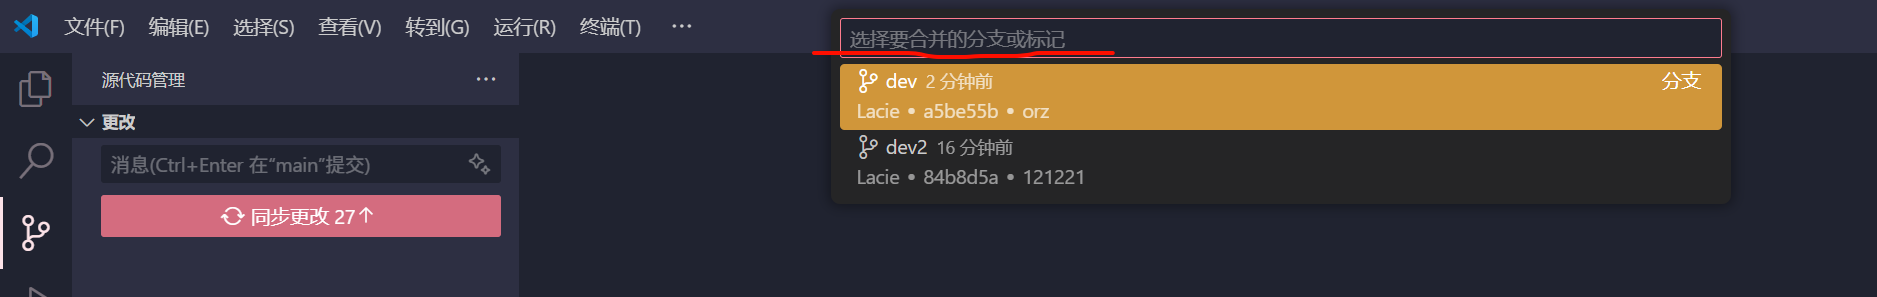 文件(F) 编辑(E) 选择(S) 查看(V) 转到(G) 运行(R) 终端(T) ···
选择要合并的分支或标记
源代码管理 ···
dev 2 分钟前 分支
Lacie • a5be55b • orz
更改
dev2 16 分钟前
消息(Ctrl+Enter 在“main”提交)
Lacie • 84b8d5a • 121221
同步更改 27↑